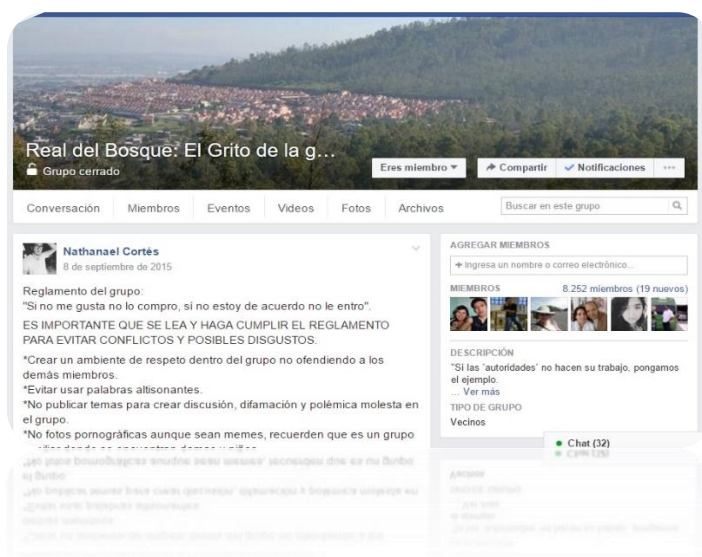 Real del Bosque: El Grito de la g...
Grupo cerrado
Eres miembro
Compartir
Notificaciones
Conversación
Miembros
Eventos
Videos
Fotos
Archivos
Buscar en este grupo
Nathanael Cortés
8 de septiembre de 2015
Reglamento del grupo:
"Si no me gusta no lo compro, si no estoy de acuerdo no le entro".
ES IMPORTANTE QUE SE LEA Y HAGA CUMPLIR EL REGLAMENTO
PARA EVITAR CONFLICTOS Y POSIBLES DISGUSTOS.
*Crear un ambiente de respeto dentro del grupo no ofendiendo a los
demás miembros.
*Evitar usar palabras altisonantes.
*No publicar temas para crear discusión, difamación y polémica molesta en
el grupo.
*No fotos pornográficas aunque sean memes, recuerden que es un grupo
AGREGAR MIEMBROS
+ Ingresa un nombre o correo electrónico...
MIEMBROS
8.252 miembros (19 nuevos)
DESCRIPCIÓN
"Si las 'autoridades' no hacen su trabajo, pongamos
el ejemplo.
... Ver más
TIPO DE GRUPO
Vecinos
Chat (32)